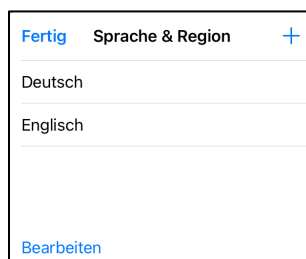 Fertig Sprache & Region +
Deutsch
Englisch
Bearbeiten